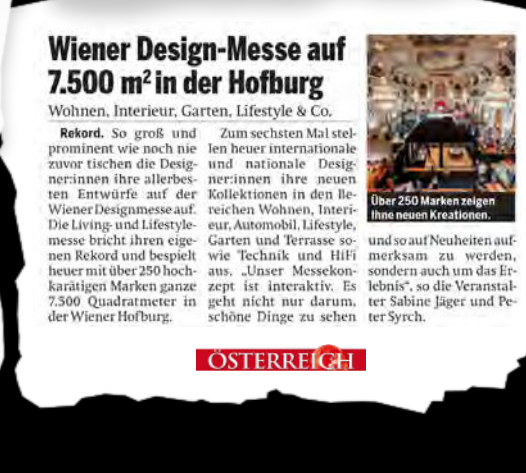 Wiener Design-Messe auf
7.500 m² in der Hofburg
Wohnen, Interieur, Garten, Lifestyle & Co.
Rekord. So groß und
prominent wie noch nie
zuvor tischen die Desig-
ner:innen ihre allerbes-
ten Entwürfe auf der
Wiener Designmesse auf.
Die Living- und Lifestyle-
messe bricht ihren eige-
nen Rekord und bespielt
heuer mit über 250 hoch-
karätigen Marken ganze
7.500 Quadratmeter in
der Wiener Hofburg.
Zum sechsten Mal stel-
len heuer internationale
und nationale Desig-
ner:innen ihre neuen
Kollektionen in den Be-
reichen Wohnen, Interi-
eur, Automobil, Lifestyle,
Garten und Terrasse so-
wie Technik und HiFi
aus. „Unser Messekon-
zept ist interaktiv. Es
geht nicht nur darum,
schöne Dinge zu sehen
Über 250 Marken zeigen
Ihne neuen Kreationen.
und so auf Neuheiten auf-
merksam zu werden,
sondern auch um das Er-
lebnis“, so die Veranstal-
ter Sabine Jäger und Pe-
ter Syrch.
ÖSTERREICH